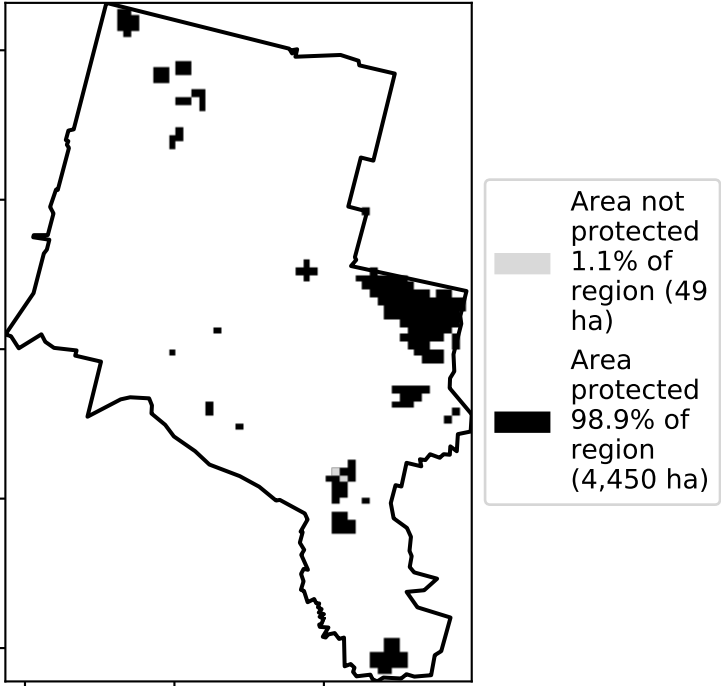 Area not
protected
1.1% of
region (49
ha)
Area
protected
98.9% of
region
(4,450 ha)